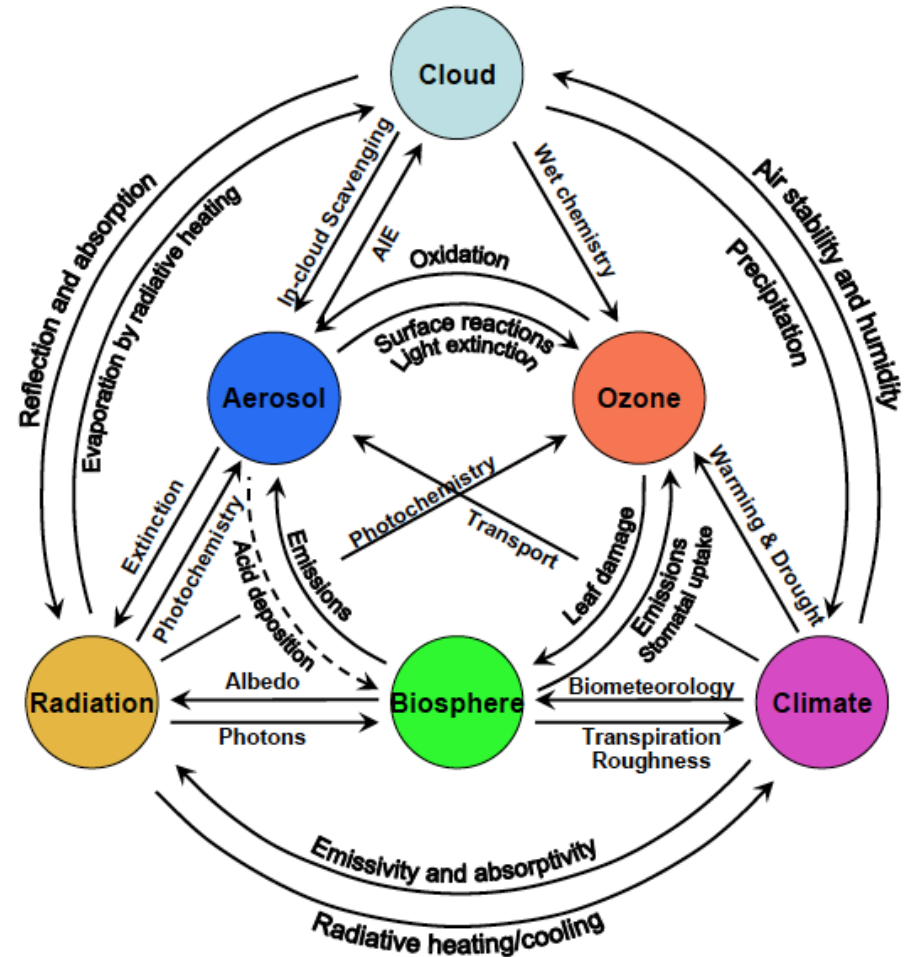 Cloud
Reflection and absorption
Evaporation by radiative heating
In-cloud Scavenging
AIE
Wet chemistry
Air stability and humidity
Precipitation
Oxidation
Surface reactions
Light extinction
Aerosol
Ozone
Extinction
Photochemistry
Acid deposition
Emissions
Photochemistry
Transport
Leaf damage
Emissions
Stomatal uptake
Warming & Drought
Radiation
Albedo
Photons
Biosphere
Biometeorology
Transpiration
Roughness
Climate
Emissivity and absorptivity
Radiative heating/cooling